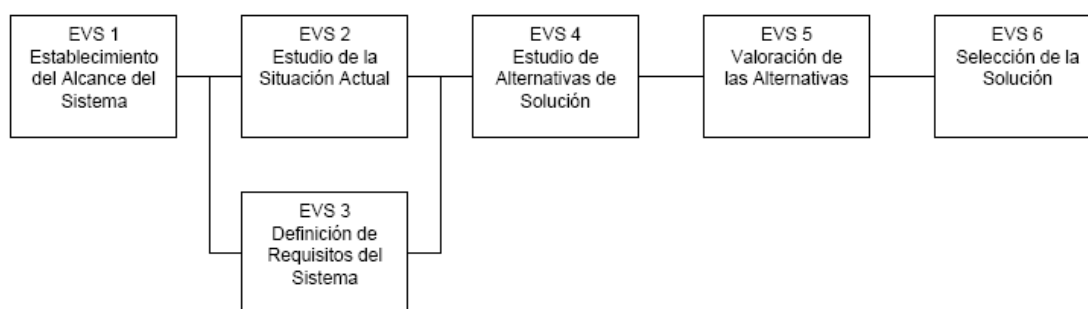 EVS 1
Establecimiento
del Alcance del
Sistema
EVS 2
Estudio de la
Situación Actual
EVS 4
Estudio de
Alternativas de
Solución
EVS 5
Valoración de
las Alternativas
EVS 6
Selección de la
Solución
EVS 3
Definición de
Requisitos del
Sistema